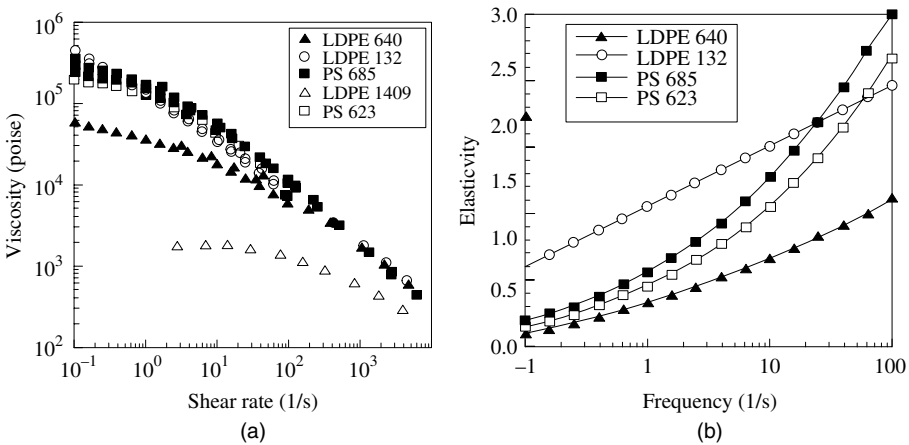 10^6
10^5
10^4
10^3
10^2
Viscosity (poise)
LDPE 640
LDPE 132
PS 685
LDPE 1409
PS 623
10^−1 10^0 10^1 10^2 10^3
Shear rate (1/s)
(a)
3.0
2.5
2.0
1.5
1.0
0.5
0.0
Elasticvity
LDPE 640
LDPE 132
PS 685
PS 623
−1 1 10 100
Frequency (1/s)
(b)